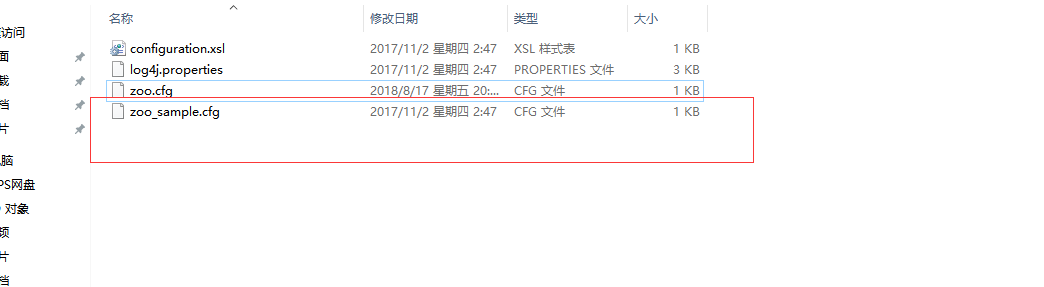 名称 修改日期 类型 大小
configuration.xsl 2017/11/2 星期四 2:47 XSL 样式表 1 KB
log4j.properties 2017/11/2 星期四 2:47 PROPERTIES 文件 3 KB
zoo.cfg 2018/8/17 星期五 20:... CFG 文件 1 KB
zoo_sample.cfg 2017/11/2 星期四 2:47 CFG 文件 1 KB
访问
面
载
档
片
脑
PS网盘
对象
频
片
档